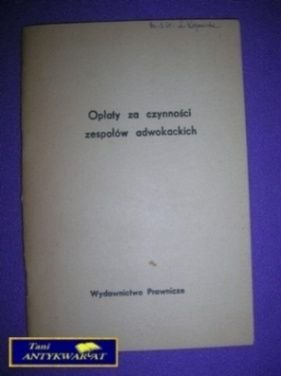 Opłaty za czynności
zespołów adwokackich
Wydawnictwo Prawnicze
Tani
ANTYKWARIAT